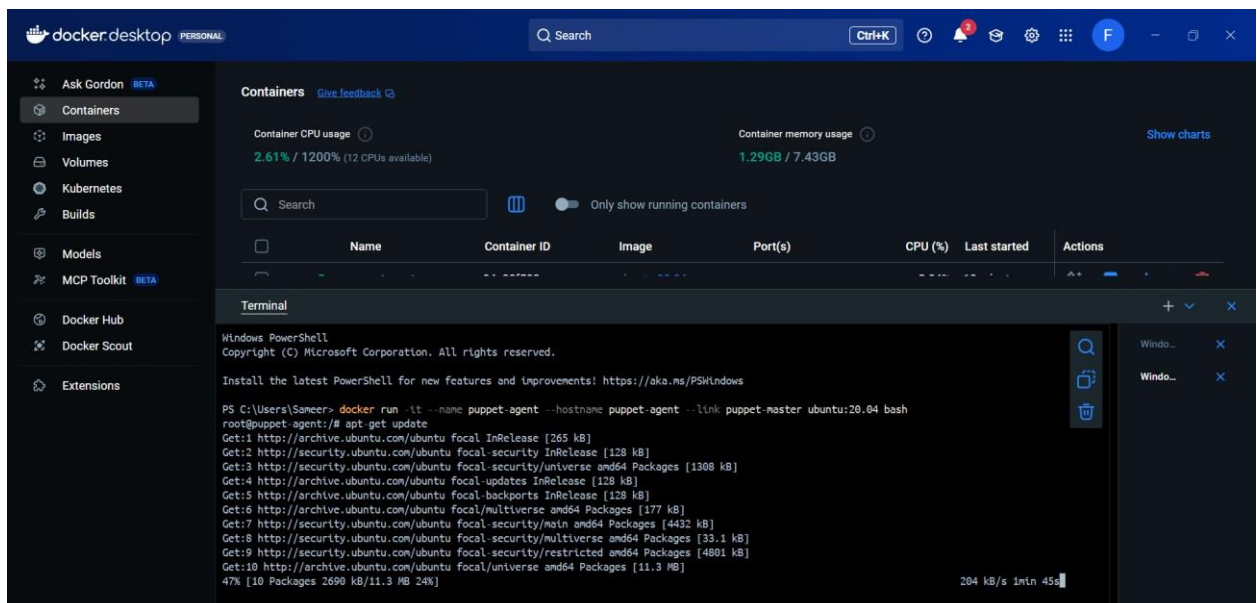 docker.desktop PERSONAL
Search
Ctrl+K
2
F
Ask Gordon BETA
Containers
Images
Volumes
Kubernetes
Builds
Models
MCP Toolkit BETA
Docker Hub
Docker Scout
Extensions
Containers Give feedback
Container CPU usage
2.61% / 1200% (12 CPUs available)
Container memory usage
1.29GB / 7.43GB
Show charts
Search
Only show running containers
Name Container ID Image Port(s) CPU (%) Last started Actions
Terminal
Windows PowerShell
Copyright (C) Microsoft Corporation. All rights reserved.
Install the latest PowerShell for new features and improvements! https://aka.ms/PSWindows
PS C:\Users\Sameer> docker run -it --name puppet-agent --hostname puppet-agent --link puppet-master ubuntu:20.04 bash
root@puppet-agent:/# apt-get update
Get:1 http://archive.ubuntu.com/ubuntu focal InRelease [265 kB]
Get:2 http://security.ubuntu.com/ubuntu focal-security InRelease [128 kB]
Get:3 http://security.ubuntu.com/ubuntu focal-security/universe amd64 Packages [1308 kB]
Get:4 http://archive.ubuntu.com/ubuntu focal-updates InRelease [128 kB]
Get:5 http://archive.ubuntu.com/ubuntu focal-backports InRelease [128 kB]
Get:6 http://archive.ubuntu.com/ubuntu focal/multiverse amd64 Packages [177 kB]
Get:7 http://security.ubuntu.com/ubuntu focal-security/main amd64 Packages [4432 kB]
Get:8 http://security.ubuntu.com/ubuntu focal-security/multiverse amd64 Packages [33.1 kB]
Get:9 http://security.ubuntu.com/ubuntu focal-security/restricted amd64 Packages [4801 kB]
Get:10 http://archive.ubuntu.com/ubuntu focal/universe amd64 Packages [11.3 MB]
47% [10 Packages 2690 kB/11.3 MB 24%] 204 kB/s 1min 45s
Windo...
Windo...